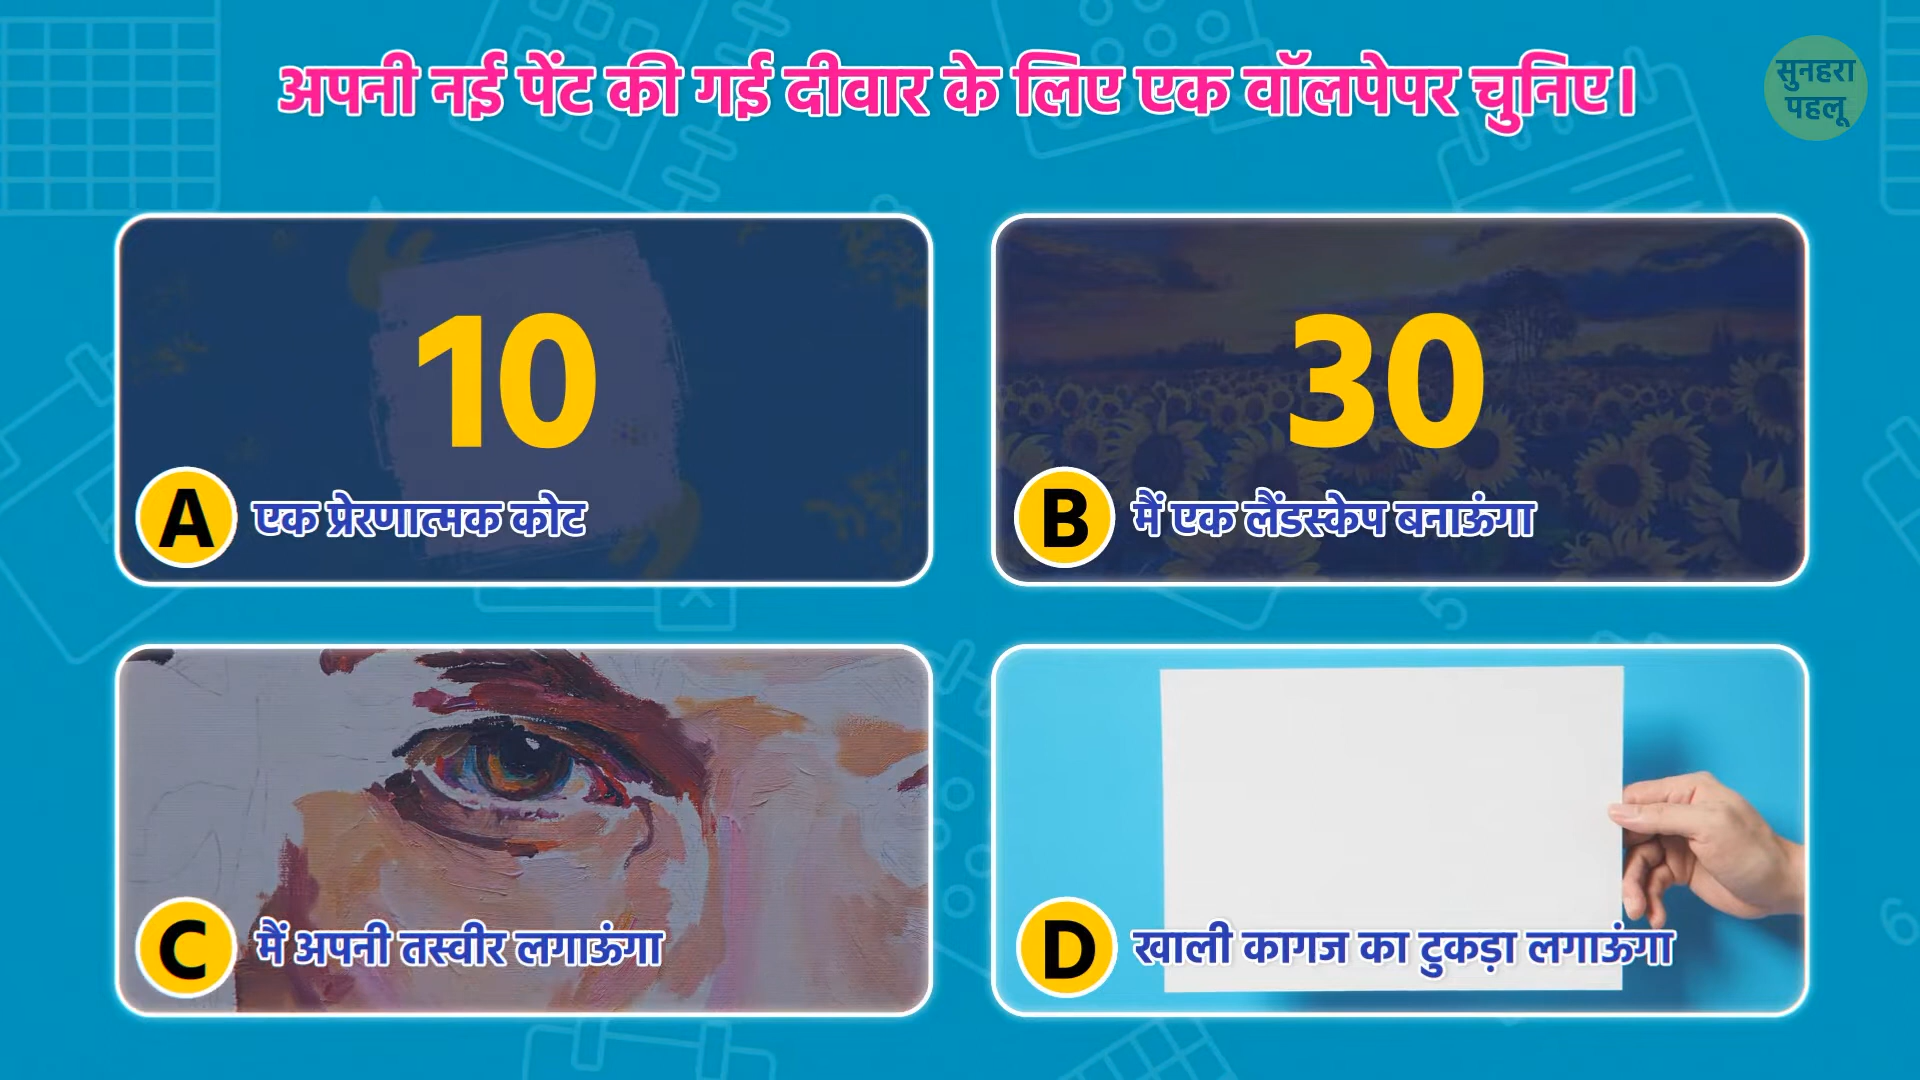 अपनी नई पेंट की गई दीवार के लिए एक वॉलपेपर चुनिए।
सुनहरा
पहलू
10
30
A एक प्रेरणात्मक कोट
B मैं एक लैंडस्केप बनाऊंगा
C मैं अपनी तस्वीर लगाऊंगा
D खाली कागज का टुकड़ा लगाऊंगा